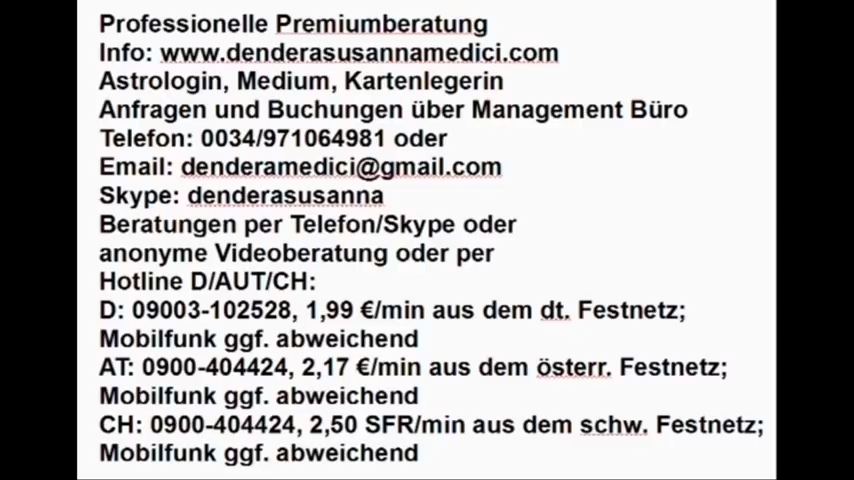 Professionelle Premiumberatung
Info: www.denderasusannamedici.com
Astrologin, Medium, Kartenlegerin
Anfragen und Buchungen über Management Büro
Telefon: 0034/971064981 oder
Email: denderamedici@gmail.com
Skype: denderasusanna
Beratungen per Telefon/Skype oder
anonyme Videoberatung oder per
Hotline D/AUT/CH:
D: 09003-102528, 1,99 €/min aus dem dt. Festnetz;
Mobilfunk ggf. abweichend
AT: 0900-404424, 2,17 €/min aus dem österr. Festnetz;
Mobilfunk ggf. abweichend
CH: 0900-404424, 2,50 SFR/min aus dem schw. Festnetz;
Mobilfunk ggf. abweichend